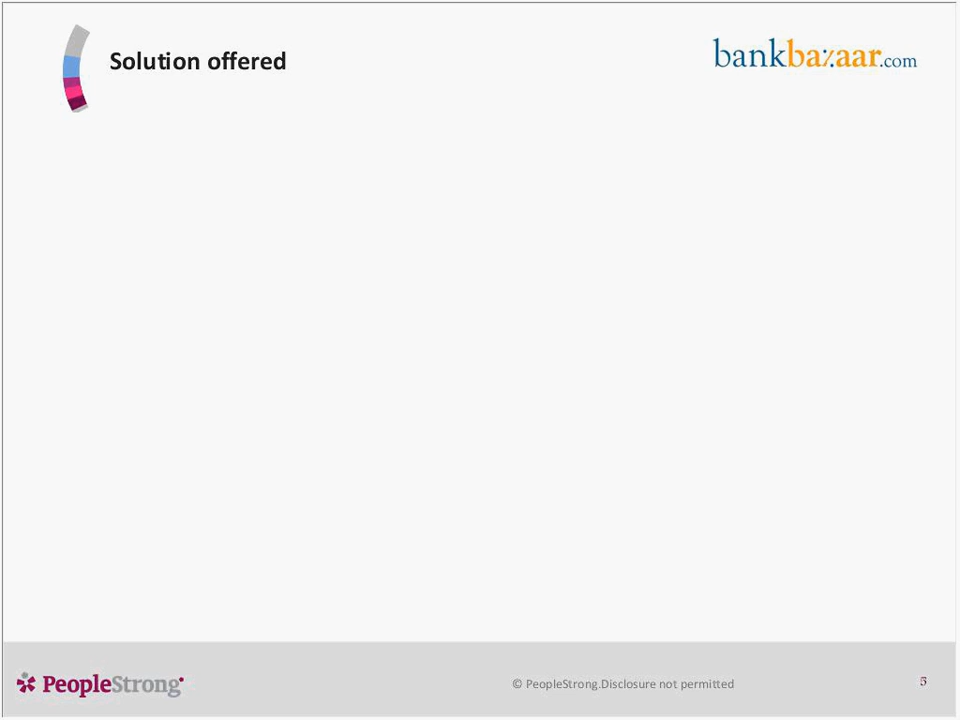 Solution offered
bankbazaar.com
PeopleStrong
© PeopleStrong.Disclosure not permitted
5